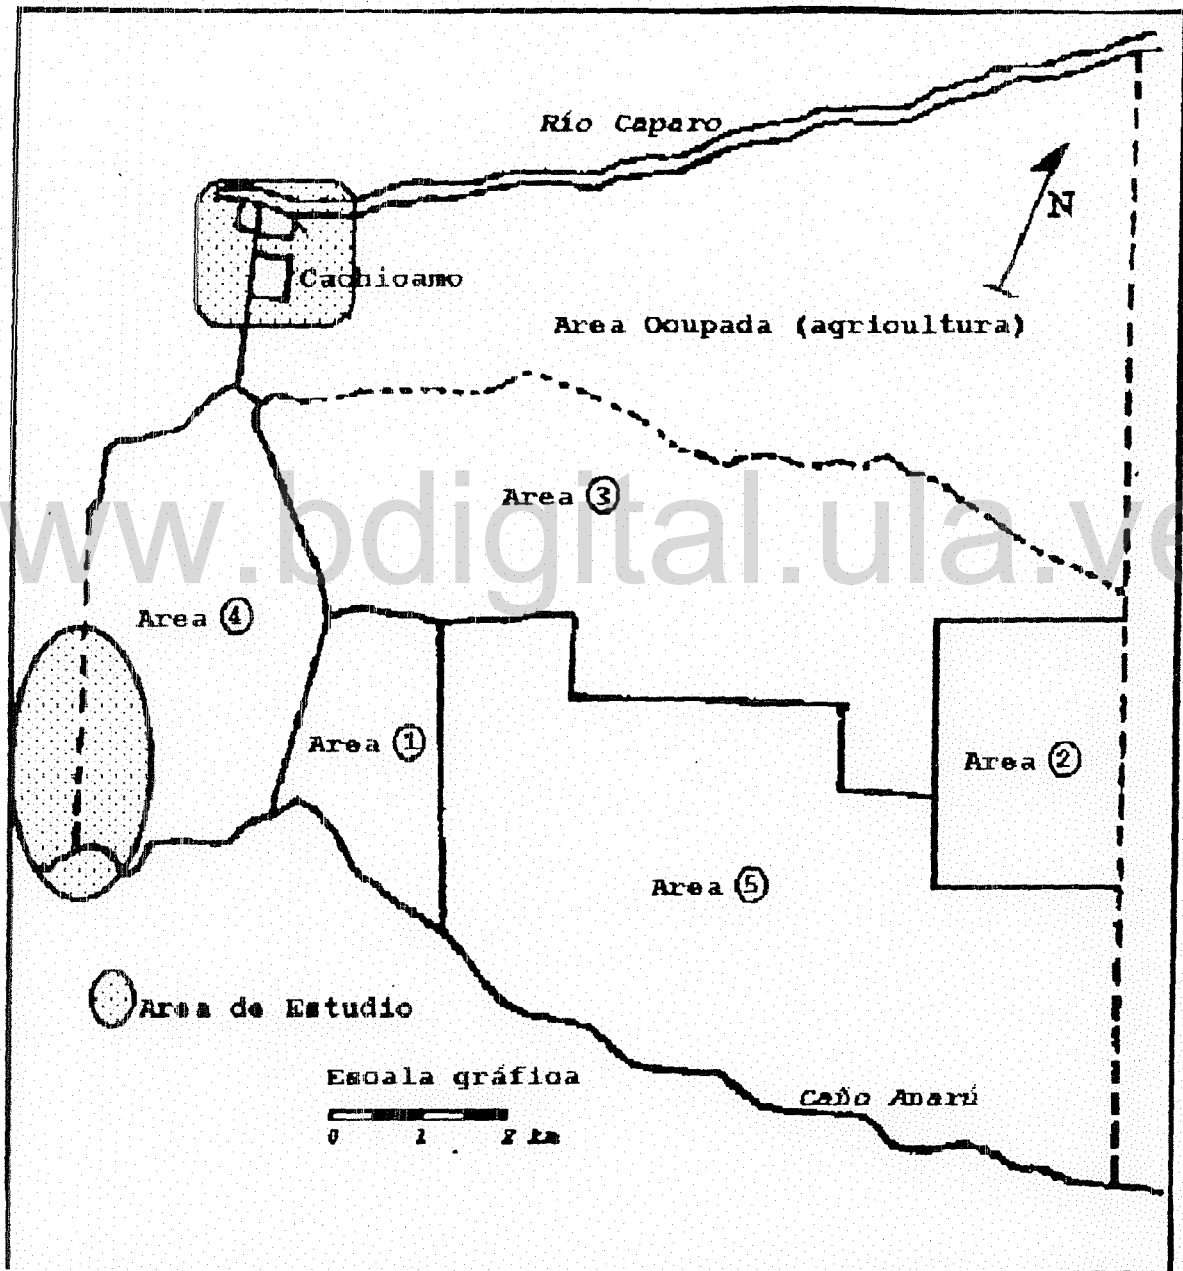 Río Caparo
N
Cachicamo
Area Ocupada (agricultura)
Area ③
www.bdigital.ula.ve
Area ④
Area ①
Area ②
Area ⑤
Area de Estudio
Escala gráfica
0 1 2 km
Caño Anarú